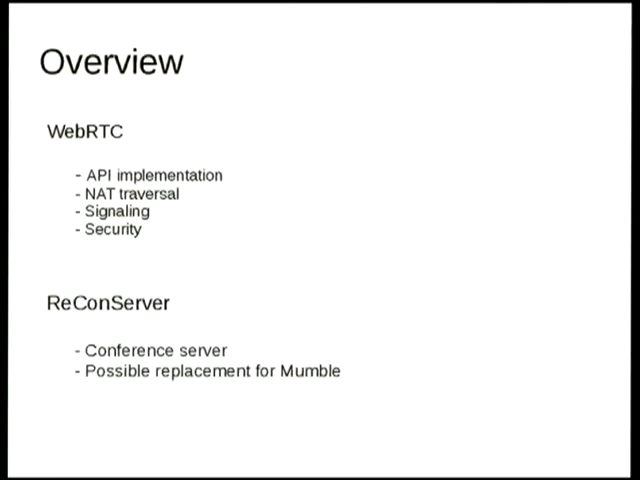 Overview
WebRTC
- API implementation
- NAT traversal
- Signaling
- Security
ReConServer
- Conference server
- Possible replacement for Mumble